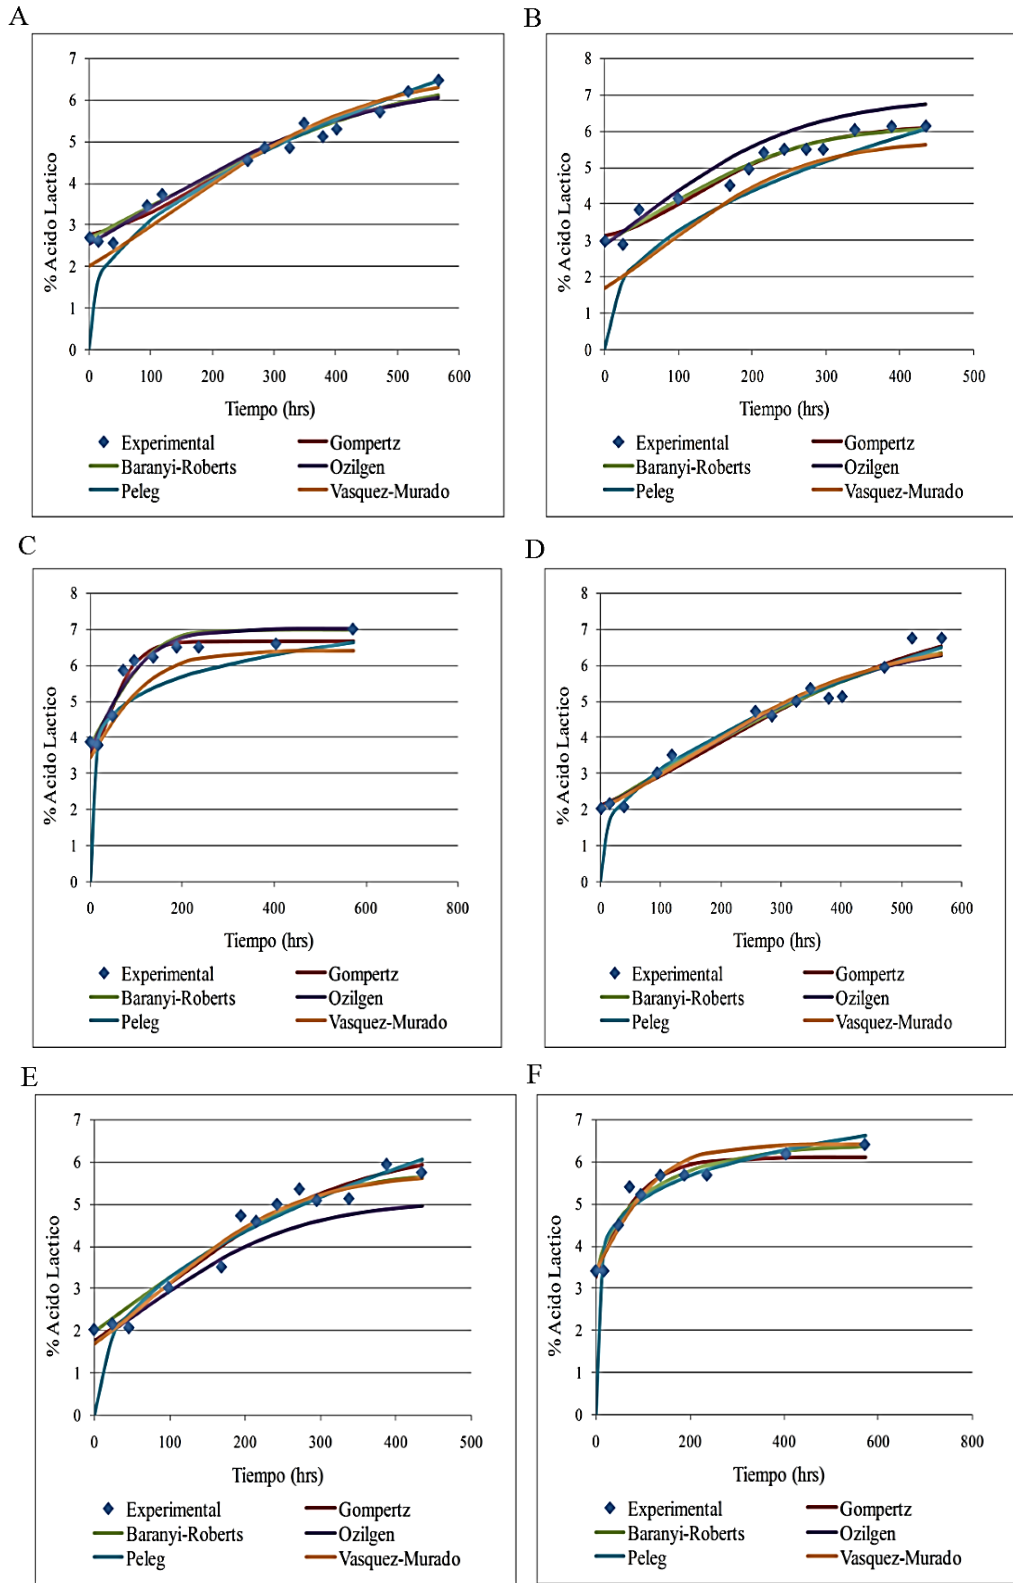 A
% Acido Lactico
7
6
5
4
3
2
1
0
0 100 200 300 400 500 600
Tiempo (hrs)
Experimental Gompertz
Baranyi-Roberts Ozilgen
Peleg Vasquez-Murado
B
% Acido Lactico
8
7
6
5
4
3
2
1
0
0 100 200 300 400 500
Tiempo (hrs)
Experimental Gompertz
Baranyi-Roberts Ozilgen
Peleg Vasquez-Murado
C
% Acido Lactico
8
7
6
5
4
3
2
1
0
0 200 400 600 800
Tiempo (hrs)
Experimental Gompertz
Baranyi-Roberts Ozilgen
Peleg Vasquez-Murado
D
% Acido Lactico
8
7
6
5
4
3
2
1
0
0 100 200 300 400 500 600
Tiempo (hrs)
Experimental Gompertz
Baranyi-Roberts Ozilgen
Peleg Vasquez-Murado
E
% Acido Lactico
7
6
5
4
3
2
1
0
0 100 200 300 400 500
Tiempo (hrs)
Experimental Gompertz
Baranyi-Roberts Ozilgen
Peleg Vasquez-Murado
F
% Acido Lactico
7
6
5
4
3
2
1
0
0 200 400 600 800
Tiempo (hrs)
Experimental Gompertz
Baranyi-Roberts Ozilgen
Peleg Vasquez-Murado